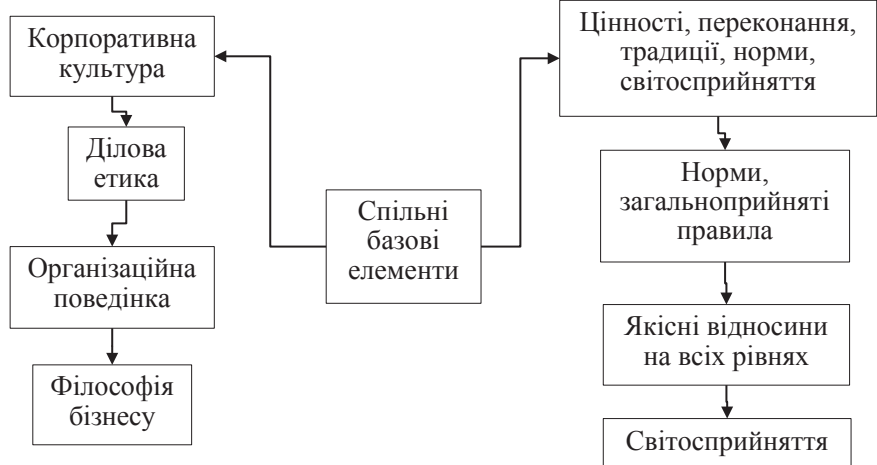 Корпоративна
культура
Ділова
етика
Організаційна
поведінка
Філософія
бізнесу
Спільні
базові
елементи
Цінності, переконання,
традиції, норми,
світосприйняття
Норми,
загальноприйняті
правила
Якісні відносини
на всіх рівнях
Світосприйняття